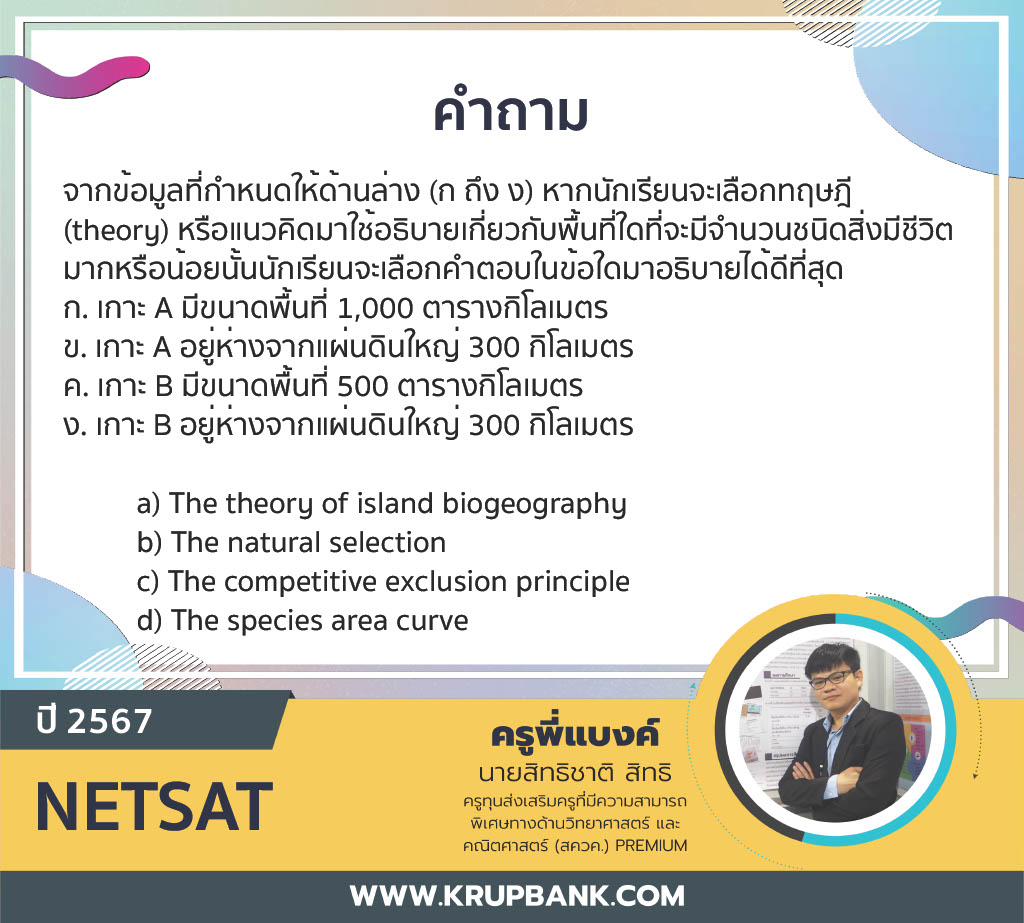 คำถาม
จากข้อมูลที่กำหนดให้ด้านล่าง (ก ถึง ง) หากนักเรียนจะเลือกทฤษฎี
(theory) หรือแนวคิดมาใช้อธิบายเกี่ยวกับพื้นที่ใดที่จะมีจำนวนชนิดสิ่งมีชีวิต
มากหรือน้อยนั้นนักเรียนจะเลือกคำตอบในข้อใดมาอธิบายได้ดีที่สุด
ก. เกาะ A มีขนาดพื้นที่ 1,000 ตารางกิโลเมตร
ข. เกาะ A อยู่ห่างจากแผ่นดินใหญ่ 300 กิโลเมตร
ค. เกาะ B มีขนาดพื้นที่ 500 ตารางกิโลเมตร
ง. เกาะ B อยู่ห่างจากแผ่นดินใหญ่ 300 กิโลเมตร
a) The theory of island biogeography
b) The natural selection
c) The competitive exclusion principle
d) The species area curve
ปี 2567
NETSAT
ครูพี่แบงค์
นายสิทธิชาติ สิทธิ
ครูทุนส่งเสริมครูที่มีความสามารถ
พิเศษทางด้านวิทยาศาสตร์ และ
คณิตศาสตร์ (สควค.) PREMIUM
WWW.KRUPBANK.COM